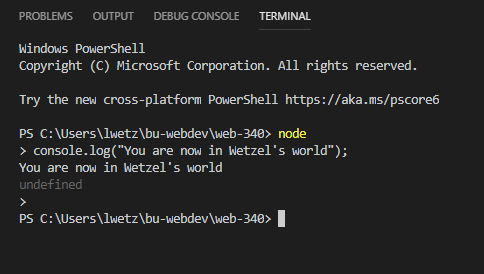 PROBLEMS OUTPUT DEBUG CONSOLE TERMINAL
Windows PowerShell
Copyright (C) Microsoft Corporation. All rights reserved.
Try the new cross-platform PowerShell https://aka.ms/pscore6
PS C:\Users\lwetz\bu-webdev\web-340> node
> console.log("You are now in Wetzel's world");
You are now in Wetzel's world
undefined
>
PS C:\Users\lwetz\bu-webdev\web-340>